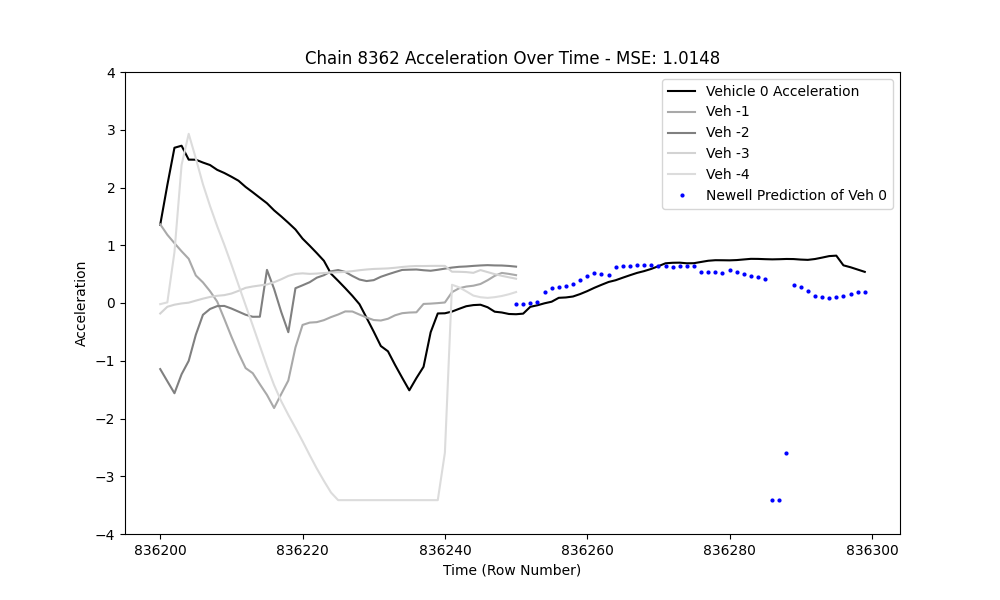 Chain 8362 Acceleration Over Time - MSE: 1.0148
Acceleration
4
3
2
1
0
−1
−2
−3
−4
Vehicle 0 Acceleration
Veh -1
Veh -2
Veh -3
Veh -4
Newell Prediction of Veh 0
836200 836220 836240 836260 836280 836300
Time (Row Number)